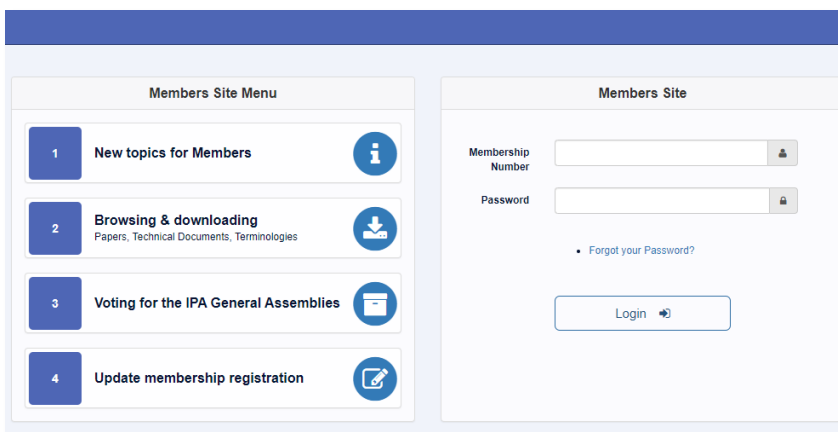 Members Site Menu
1
New topics for Members
2
Browsing & downloading
Papers, Technical Documents, Terminologies
3
Voting for the IPA General Assemblies
4
Update membership registration
Members Site
Membership
Number
Password
Forgot your Password?
Login